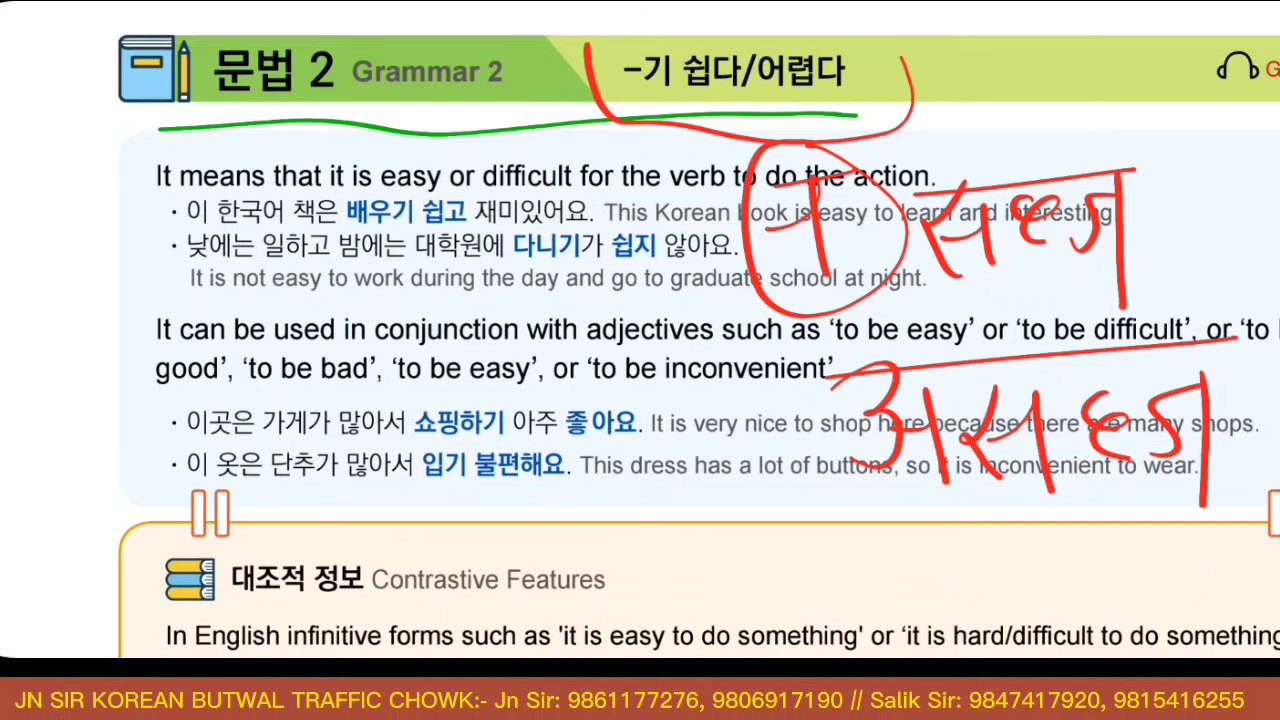 문법 2 Grammar 2 -기 쉽다/어렵다 G
It means that it is easy or difficult for the verb to do the action.
· 이 한국어 책은 배우기 쉽고 재미있어요. This Korean book is easy to learn and interesting
· 낮에는 일하고 밤에는 대학원에 다니기가 쉽지 않아요.
It is not easy to work during the day and go to graduate school at night.
It can be used in conjunction with adjectives such as ‘to be easy’ or ‘to be difficult’, or ‘to
good’, ‘to be bad’, ‘to be easy’, or ‘to be inconvenient’
· 이곳은 가게가 많아서 쇼핑하기 아주 좋아요. It is very nice to shop here because there are many shops.
· 이 옷은 단추가 많아서 입기 불편해요. This dress has a lot of buttons, so it is inconvenient to wear.
대조적 정보 Contrastive Features
In English infinitive forms such as 'it is easy to do something' or ‘it is hard/difficult to do something
JN SIR KOREAN BUTWAL TRAFFIC CHOWK:- Jn Sir: 9861177276, 9806917190 // Salik Sir: 9847417920, 9815416255